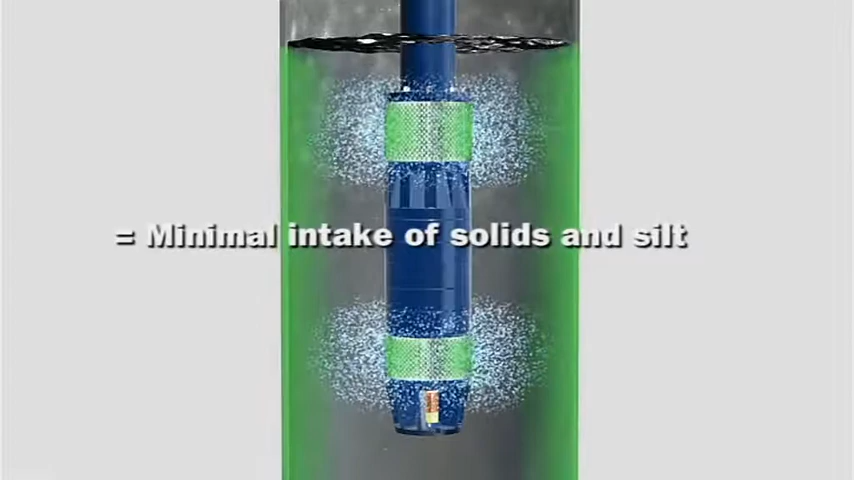 = Minimal intake of solids and silt